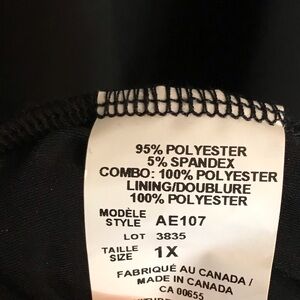 95% POLYESTER
5% SPANDEX
COMBO: 100% POLYESTER
LINING/DOUBLURE
100% POLYESTER
MODÈLE
STYLE AE107
LOT 3835
TAILLE
SIZE 1X
FABRIQUÉ AU CANADA /
MADE IN CANADA
CA 00655